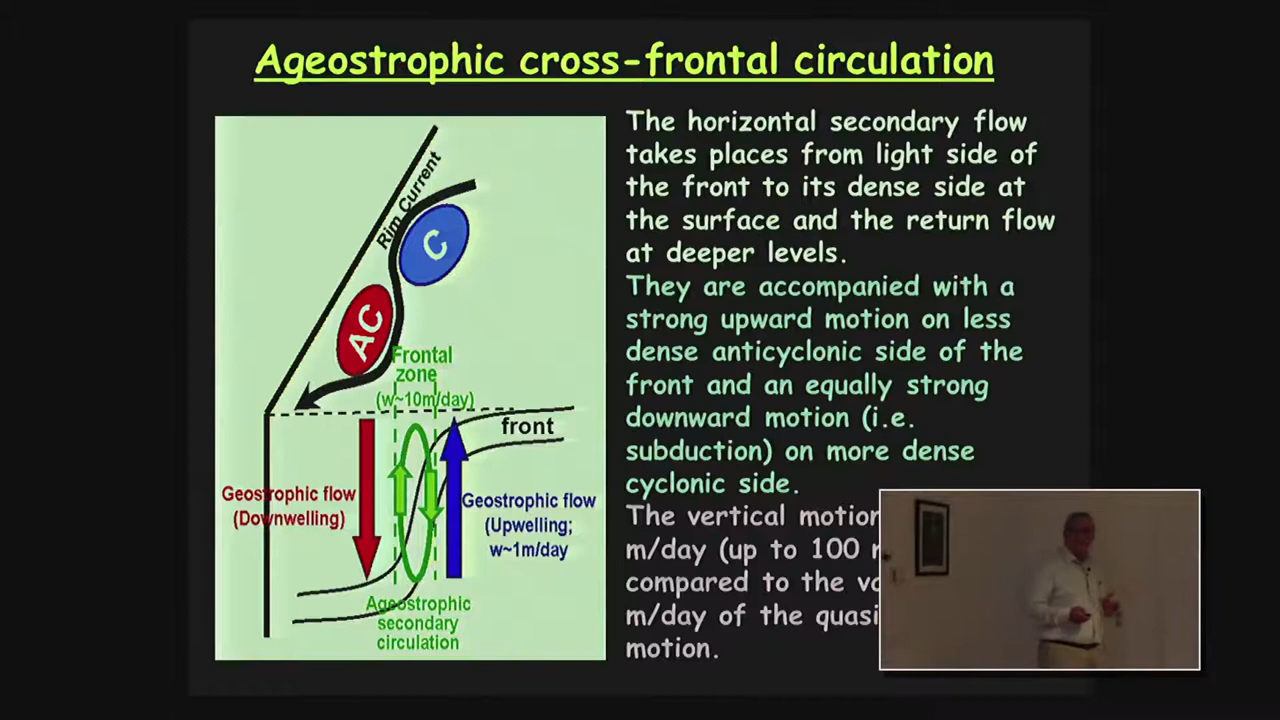 Ageostrophic cross-frontal circulation
The horizontal secondary flow
takes places from light side of
the front to its dense side at
the surface and the return flow
at deeper levels.
They are accompanied with a
strong upward motion on less
dense anticyclonic side of the
front and an equally strong
downward motion (i.e.
subduction) on more dense
cyclonic side.
The vertical motion
m/day (up to 100
compared to the
m/day of the quasi
motion.
Rim Current
C
AC
Frontal
zone
(w~10m/day)
front
Geostrophic flow
(Downwelling)
Geostrophic flow
(Upwelling;
w~1m/day
Ageostrophic
secondary
circulation